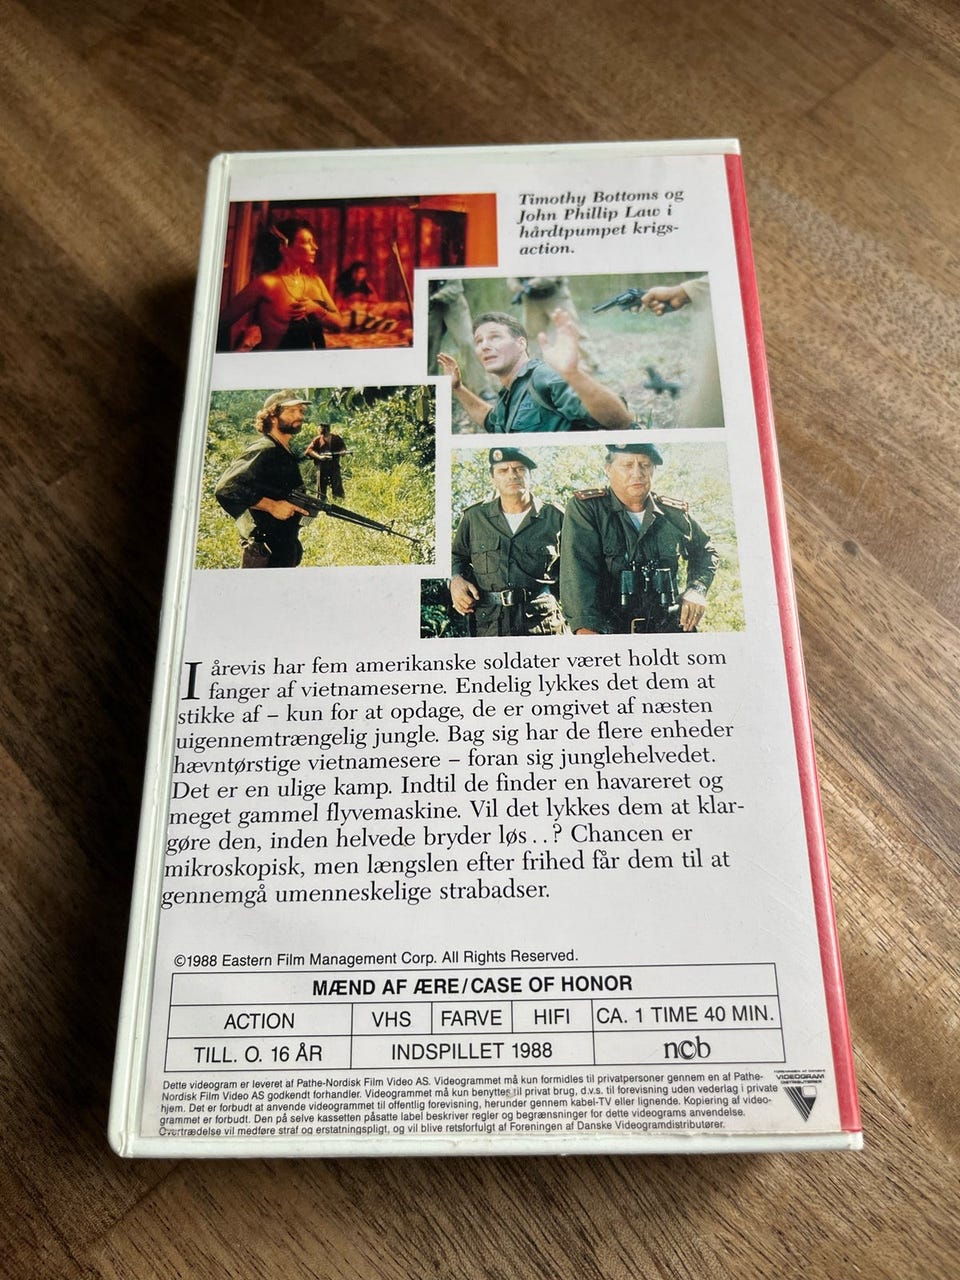 Timothy Bottoms og
John Phillip Law i
hårdtpumpet krigs-
action.
I årevis har fem amerikanske soldater været holdt som
fanger af vietnameserne. Endelig lykkes det dem at
stikke af – kun for at opdage, de er omgivet af næsten
uigennemtrængelig jungle. Bag sig har de flere enheder
hævntørstige vietnamesere – foran sig junglehelvedet.
Det er en ulige kamp. Indtil de finder en havareret og
meget gammel flyvemaskine. Vil det lykkes dem at klar-
gøre den, inden helvede bryder løs . . ? Chancen er
mikroskopisk, men længslen efter frihed får dem til at
gennemgå umenneskelige strabadser.
©1988 Eastern Film Management Corp. All Rights Reserved.
MÆND AF ÆRE/CASE OF HONOR
ACTION VHS FARVE HIFI CA. 1 TIME 40 MIN.
TILL. O. 16 ÅR INDSPILLET 1988 ncb
Dette videogram er leveret af Pathe-Nordisk Film Video AS. Videogrammet må kun formidles til privatpersoner gennem en af Pathe-
Nordisk Film Video AS godkendt forhandler. Videogrammet må kun benyttes til privat brug, d.v.s. til forevisning uden vederlag i private
hjem. Det er forbudt at anvende videogrammet til offentlig forevisning, herunder gennem kabel-TV eller lignende. Kopiering af video-
grammet er forbudt. Den på selve kassetten påsatte label beskriver regler og begrænsninger for dette videograms anvendelse.
Overtrædelse vil medføre straf og erstatningspligt, og vil blive retsforfulgt af Foreningen af Danske Videogramdistributører.
FORENINGEN AF DANSKE
VIDEOGRAM
DISTRIBUTØRER